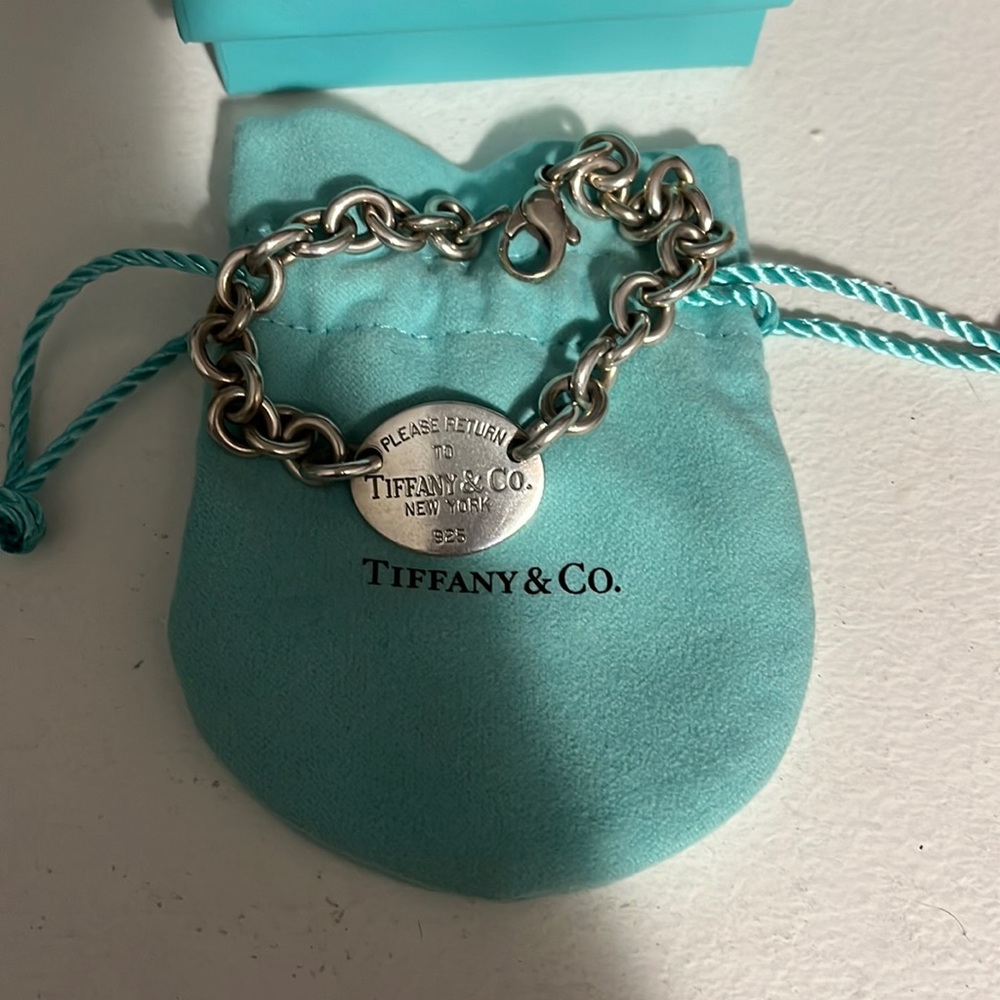 PLEASE RETURN
TO
TIFFANY & CO.
NEW YORK
925
TIFFANY & CO.